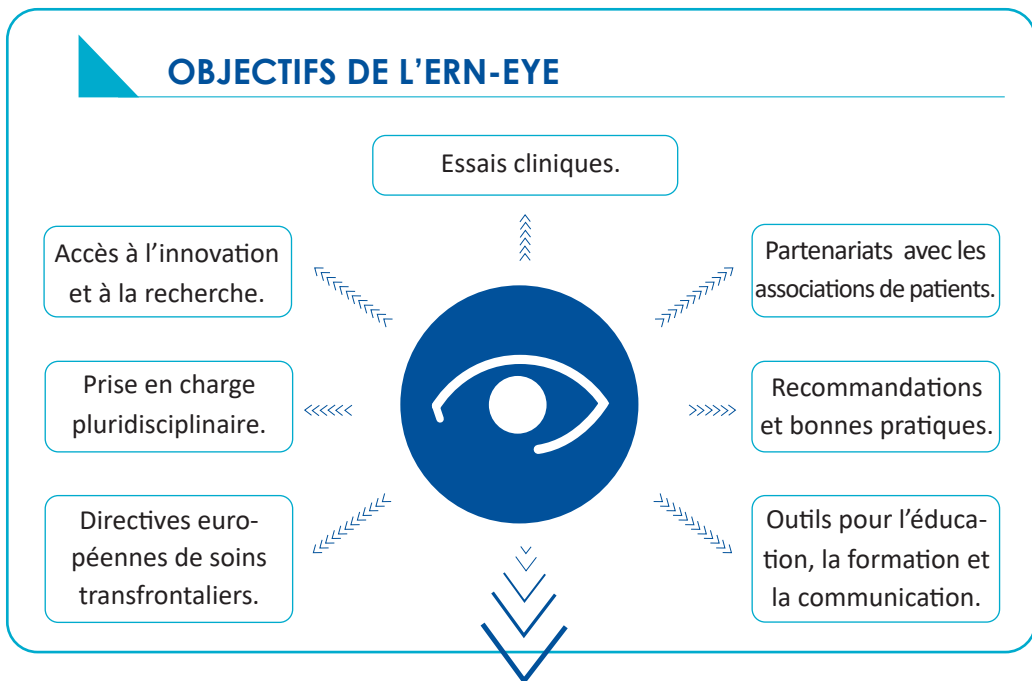 OBJECTIFS DE L’ERN-EYE
Essais cliniques.
Accès à l’innovation
et à la recherche.
Partenariats avec les
associations de patients.
Prise en charge
pluridisciplinaire.
Recommandations
et bonnes pratiques.
Directives euro-
péennes de soins
transfrontaliers.
Outils pour l’éduca-
tion, la formation et
la communication.